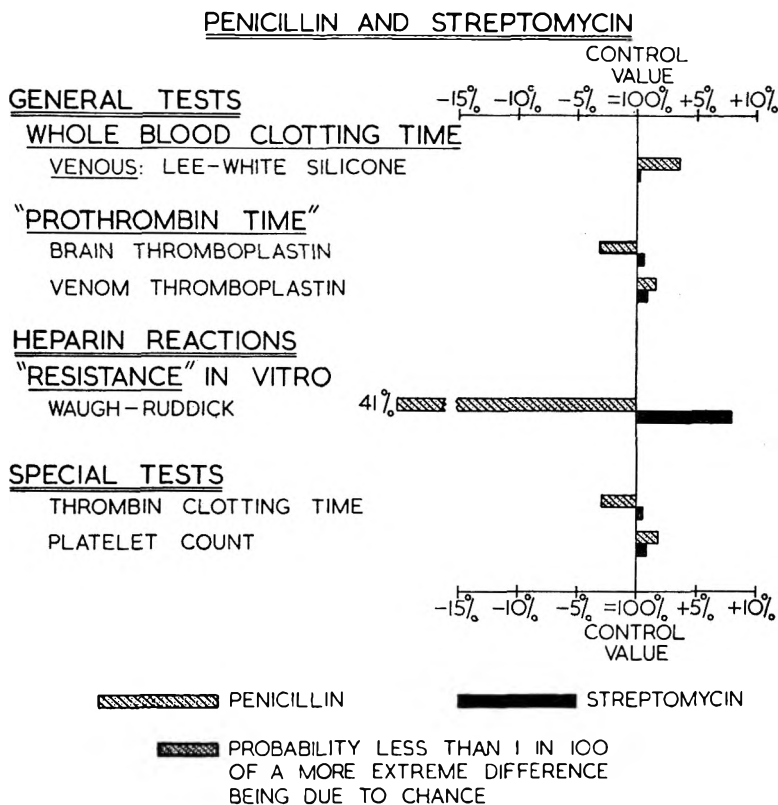 PENICILLIN AND STREPTOMYCIN
CONTROL
VALUE
GENERAL TESTS
-15% -10% -5% =100% +5% +10%
WHOLE BLOOD CLOTTING TIME
VENOUS: LEE-WHITE SILICONE
"PROTHROMBIN TIME"
BRAIN THROMBOPLASTIN
VENOM THROMBOPLASTIN
HEPARIN REACTIONS
"RESISTANCE" IN VITRO
WAUGH-RUDDICK 41%
SPECIAL TESTS
THROMBIN CLOTTING TIME
PLATELET COUNT
-15% -10% -5% =100% +5% +10%
CONTROL
VALUE
PENICILLIN STREPTOMYCIN
PROBABILITY LESS THAN 1 IN 100
OF A MORE EXTREME DIFFERENCE
BEING DUE TO CHANCE